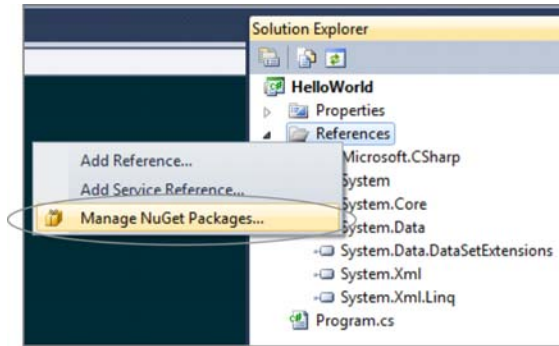 Solution Explorer
HelloWorld
Properties
References
Add Reference...
Microsoft.CSharp
Add Service Reference...
System
Manage NuGet Packages...
System.Core
System.Data
System.Data.DataSetExtensions
System.Xml
System.Xml.Linq
Program.cs